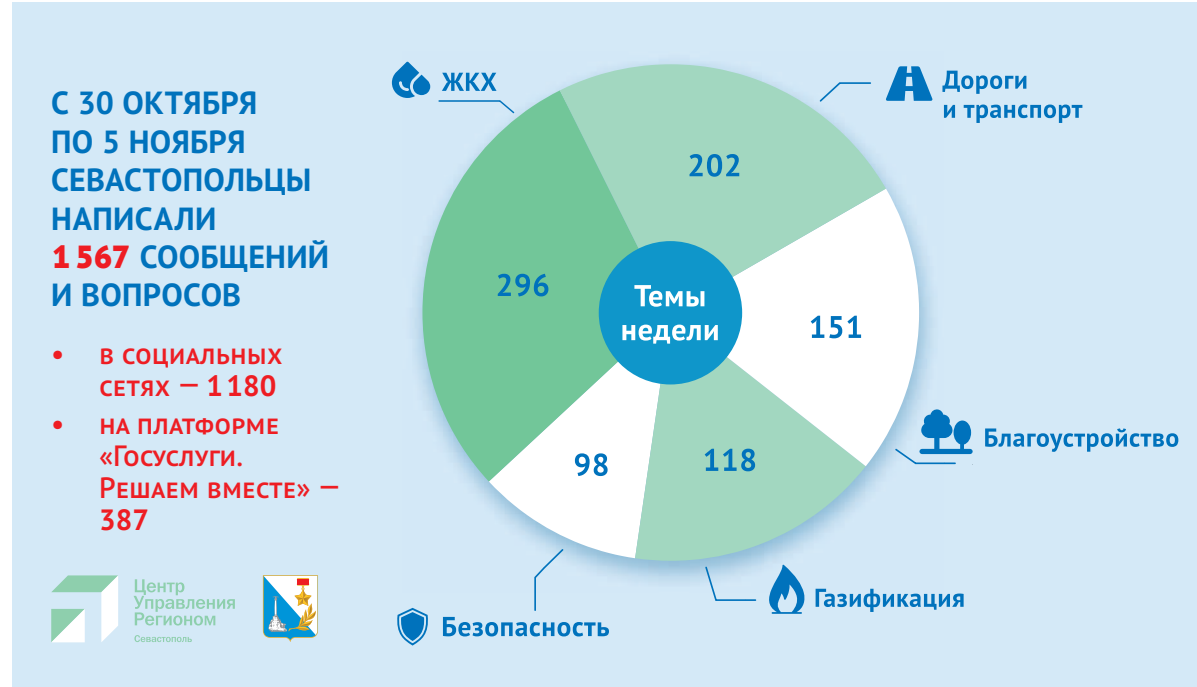 С 30 ОКТЯБРЯ
ПО 5 НОЯБРЯ
СЕВАСТОПОЛЬЦЫ
НАПИСАЛИ
1 567 СООБЩЕНИЙ
И ВОПРОСОВ
• В СОЦИАЛЬНЫХ
СЕТЯХ – 1 180
• НА ПЛАТФОРМЕ
«ГОСУСЛУГИ.
РЕШАЕМ ВМЕСТЕ» –
387
Центр
Управления
Регионом
Севастополь
ЖКХ
Дороги
и транспорт
202
296
Темы
недели
151
Благоустройство
98
118
Газификация
Безопасность